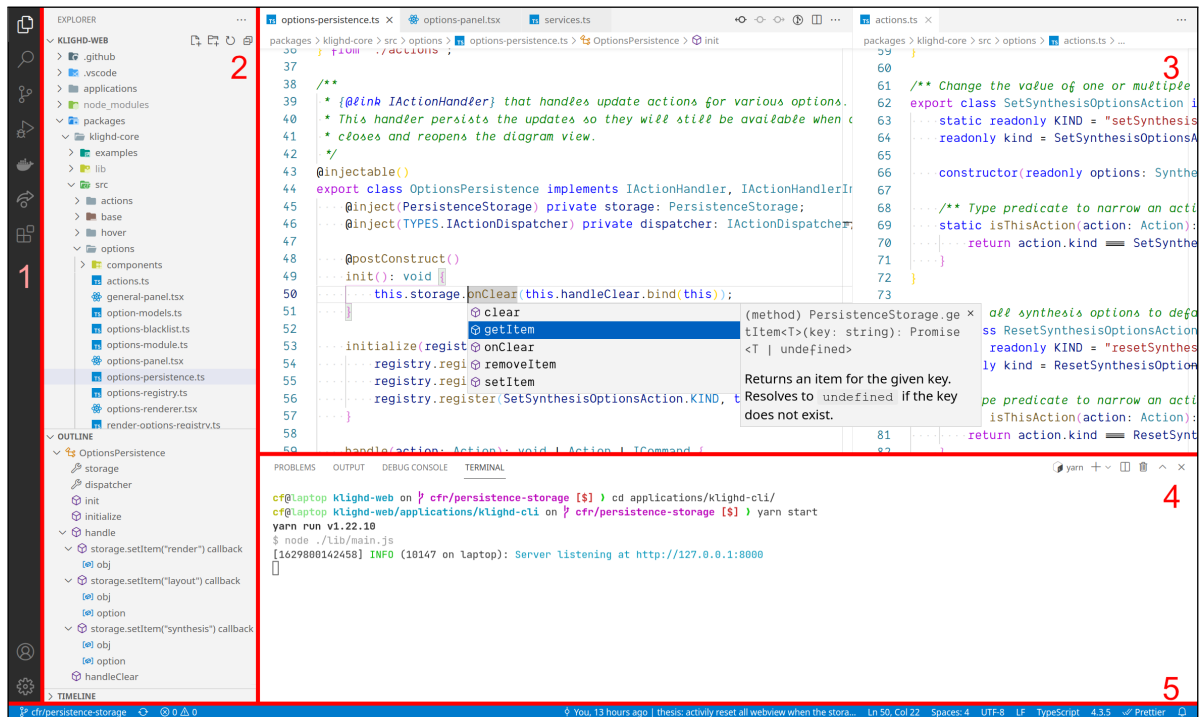 1
EXPLORER
KLIGHD-WEB
2
.github
.vscode
applications
node_modules
packages
klighd-core
examples
lib
src
actions
base
hover
options
components
actions.ts
general-panel.tsx
option-models.ts
options-blacklist.ts
options-module.ts
options-panel.tsx
options-persistence.ts
options-registry.ts
options-renderer.tsx
render-options-registry.ts
OUTLINE
OptionsPersistence
storage
dispatcher
init
initialize
handle
storage.setItem("render") callback
obj
storage.setItem("layout") callback
obj
option
storage.setItem("synthesis") callback
obj
option
handleClear
TIMELINE
options-persistence.ts options-panel.tsx services.ts
packages > klighd-core > src > options > options-persistence.ts > OptionsPersistence > init
36 } from "./actions";
37
38 /**
39 * {@link IActionHandler} that handles update actions for various options.
40 * This handler persists the updates so they will still be available when
41 * closes and reopens the diagram view.
42 */
43 @injectable()
44 export class OptionsPersistence implements IActionHandler, IActionHandlerIn
45 @inject(PersistenceStorage) private storage: PersistenceStorage;
46 @inject(TYPES.IActionDispatcher) private dispatcher: IActionDispatcher;
47
48 @postConstruct()
49 init(): void {
50 this.storage.onClear(this.handleClear.bind(this));
51 }
52
53 initialize(regist
54 registry.regi
55 registry.regi
56 registry.register(SetSynthesisOptionsAction.KIND, t
57 }
58
59 handle(action: Action): void | Action | ICommand {
clear
getItem
onClear
removeItem
setItem
(method) PersistenceStorage.ge
tItem<T>(key: string): Promise
<T | undefined>
Returns an item for the given key.
Resolves to undefined if the key
does not exist.
actions.ts
packages > klighd-core > src > options > actions.ts > ...
3
59 }
60
61 /** Change the value of one or multiple
62 export class SetSynthesisOptionsAction i
63 static readonly KIND = "setSynthesis
64 readonly kind = SetSynthesisOptionsA
65
66 constructor(readonly options: Synthe
67
68 /** Type predicate to narrow an acti
69 static isThisAction(action: Action):
70 return action.kind === SetSynthe
71 }
72 }
73
all synthesis options to defa
ss ResetSynthesisOptionsAction
readonly KIND = "resetSynthes
ly kind = ResetSynthesisOption
pe predicate to narrow an acti
isThisAction(action: Action):
81 return action.kind === ResetSynt
82 }
PROBLEMS OUTPUT DEBUG CONSOLE TERMINAL
yarn
4
cf@laptop klighd-web on cfr/persistence-storage [$] ❯ cd applications/klighd-cli/
cf@laptop klighd-web/applications/klighd-cli on cfr/persistence-storage [$] ❯ yarn start
yarn run v1.22.10
$ node ./lib/main.js
[1629800142458] INFO (10147 on laptop): Server listening at http://127.0.0.1:8000
5
cfr/persistence-storage 0 0 You, 13 hours ago | thesis: activily reset all webview when the stora... Ln 50, Col 22 Spaces: 4 UTF-8 LF TypeScript 4.3.5 Prettier